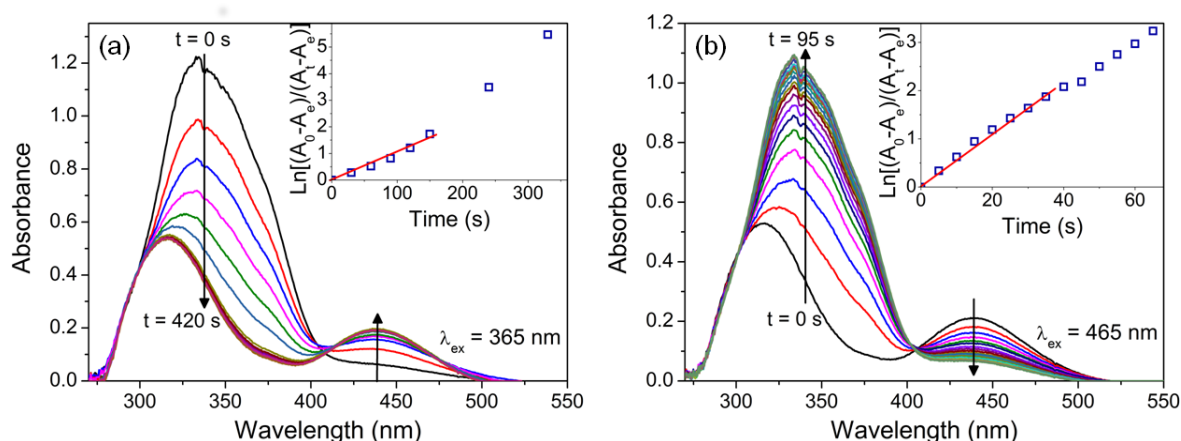 (a)
t = 0 s
t = 420 s
λex = 365 nm
Absorbance
0.0
0.2
0.4
0.6
0.8
1.0
1.2
300
350
400
450
500
550
Wavelength (nm)
Ln[(A0-Ae)/(At-Ae)]
0
1
2
3
4
5
6
0
100
200
300
Time (s)
(b)
t = 95 s
t = 0 s
λex = 465 nm
Absorbance
0.0
0.2
0.4
0.6
0.8
1.0
1.2
300
350
400
450
500
550
Wavelength (nm)
Ln[(A0-Ae)/(At-Ae)]
0
1
2
3
0
20
40
60
Time (s)